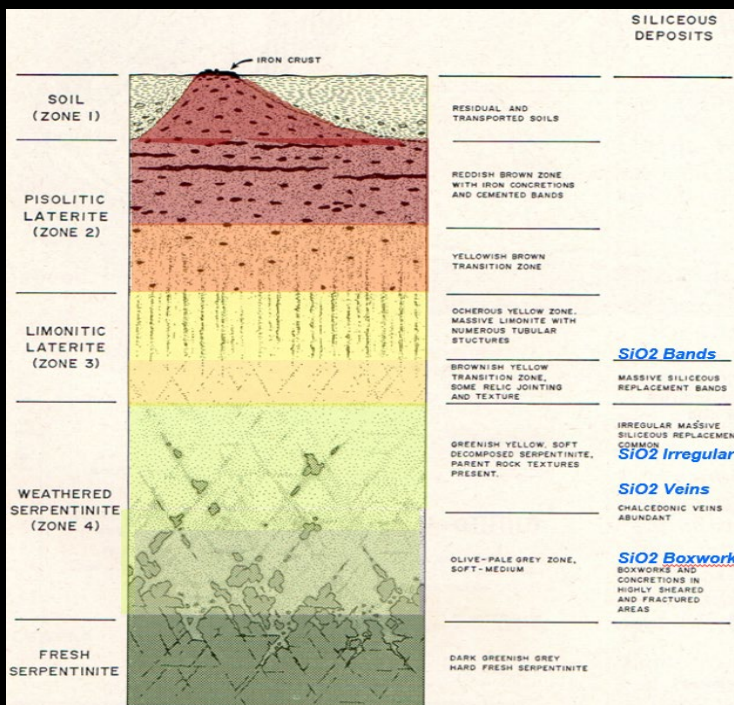 SILICEOUS
DEPOSITS
IRON CRUST
SOIL
(ZONE 1)
RESIDUAL AND
TRANSPORTED SOILS
PISOLITIC
LATERITE
(ZONE 2)
REDDISH BROWN ZONE
WITH IRON CONCRETIONS
AND CEMENTED BANDS
YELLOWISH BROWN
TRANSITION ZONE
LIMONITIC
LATERITE
(ZONE 3)
OCHEROUS YELLOW ZONE.
MASSIVE LIMONITE WITH
NUMEROUS TUBULAR
STUCTURES
SiO2 Bands
BROWNISH YELLOW
TRANSITION ZONE,
SOME RELIC JOINTING
AND TEXTURE
MASSIVE SILICEOUS
REPLACEMENT BANDS
WEATHERED
SERPENTINITE
(ZONE 4)
GREENISH YELLOW, SOFT
DECOMPOSED SERPENTINITE,
PARENT ROCK TEXTURES
PRESENT.
IRREGULAR MASSIVE
SILICEOUS REPLACEMEN
COMMON
SiO2 Irregular
SiO2 Veins
CHALCEDONIC VEINS
ABUNDANT
OLIVE-PALE GREY ZONE,
SOFT-MEDIUM
SiO2 Boxwork
BOXWORKS AND
CONCRETIONS IN
HIGHLY SHEARED
AND FRACTURED
AREAS
FRESH
SERPENTINITE
DARK GREENISH GREY
HARD FRESH SERPENTINITE